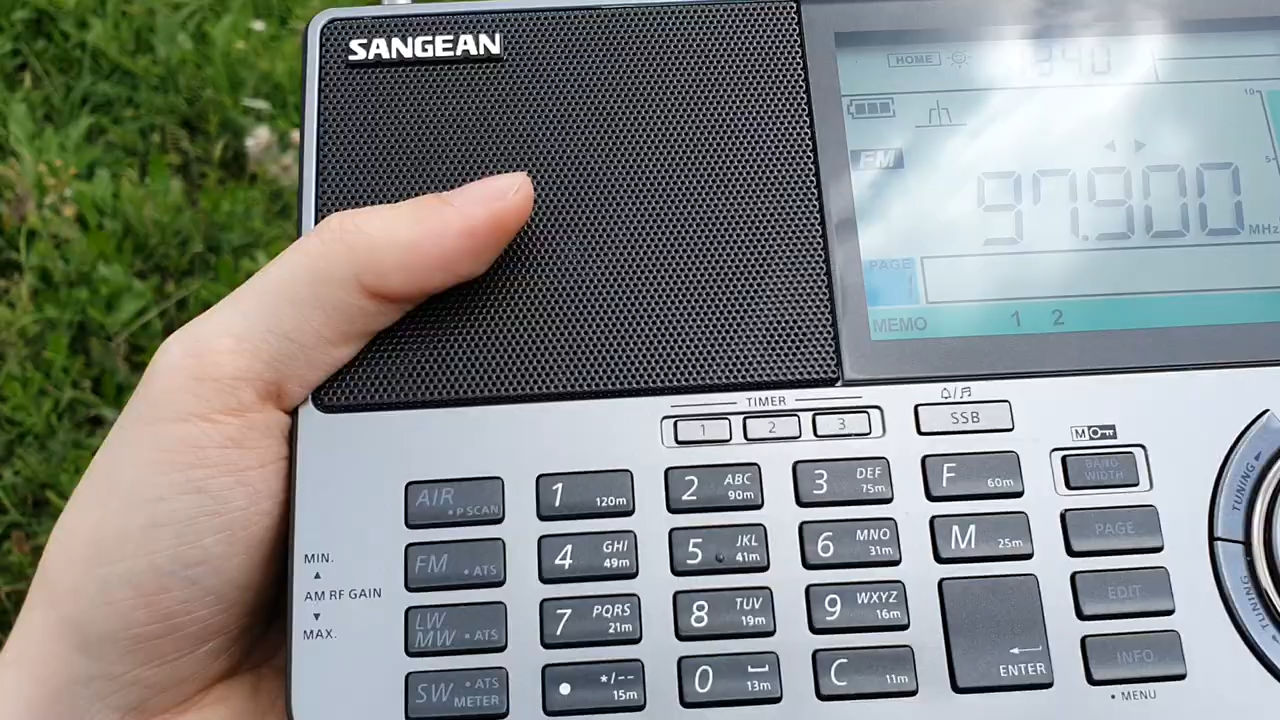 SANGEAN
HOME
10
FM
5
97.900 MHz
PAGE
1
MEMO 1 2
TIMER
1 2 3
SSB
M
AIR
• P SCAN
1 120m
2 ABC 90m
3 DEF 75m
F 60m
BAND WIDTH
FM • ATS
4 GHI 49m
5 JKL 41m
6 MNO 31m
M 25m
PAGE
MIN.
AM RF GAIN
MAX.
LW
MW • ATS
7 PQRS 21m
8 TUV 19m
9 WXYZ 16m
ENTER
EDIT
SW • ATS
METER
• */-- 15m
0 13m
C 11m
INFO
• MENU
TUNING
TUNING